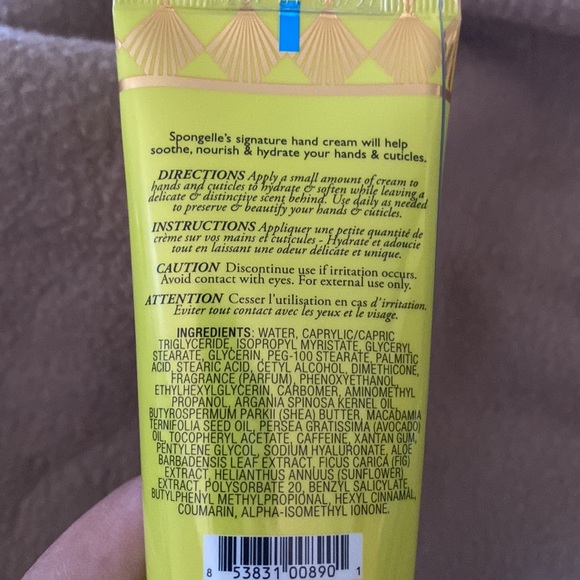 Spongelle's signature hand cream will help
soothe, nourish & hydrate your hands & cuticles.
DIRECTIONS Apply a small amount of cream to
hands and cuticles to hydrate & soften while leaving a
delicate & distinctive scent behind. Use daily as needed
to preserve & beautify your hands & cuticles.
INSTRUCTIONS Appliquer une petite quantité de
crème sur vos mains et cuticules - Hydrate et adoucie
tout en laissant une odeur délicate et unique.
CAUTION Discontinue use if irritation occurs.
Avoid contact with eyes. For external use only.
ATTENTION Cesser l'utilisation en cas d'irritation.
Eviter tout contact avec les yeux et le visage.
INGREDIENTS: WATER, CAPRYLIC/CAPRIC
TRIGLYCERIDE, ISOPROPYL MYRISTATE, GLYCERYL
STEARATE, GLYCERIN, PEG-100 STEARATE, PALMITIC
ACID, STEARIC ACID, CETYL ALCOHOL, DIMETHICONE,
FRAGRANCE (PARFUM), PHENOXYETHANOL,
ETHYLHEXYLGLYCERIN, CARBOMER, AMINOMETHYL
PROPANOL, ARGANIA SPINOSA KERNEL OIL,
BUTYROSPERMUM PARKII (SHEA) BUTTER, MACADAMIA
TERNIFOLIA SEED OIL, PERSEA GRATISSIMA (AVOCADO)
OIL, TOCOPHERYL ACETATE, CAFFEINE, XANTAN GUM,
PENTYLENE GLYCOL, SODIUM HYALURONATE, ALOE
BARBADENSIS LEAF EXTRACT, FICUS CARICA (FIG)
EXTRACT, HELIANTHUS ANNUUS (SUNFLOWER)
EXTRACT, POLYSORBATE 20, BENZYL SALICYLATE,
BUTYLPHENYL METHYLPROPIONAL, HEXYL CINNAMAL,
COUMARIN, ALPHA-ISOMETHYL IONONE.
8 53831 00890 1